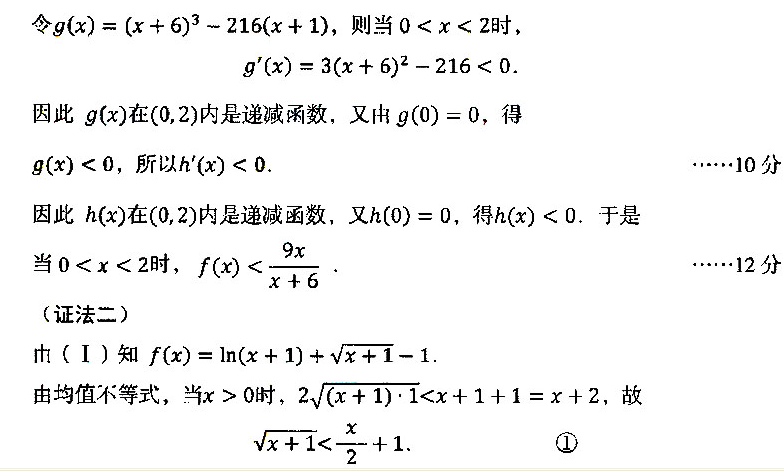 令g(x) = (x + 6)³ − 216(x + 1)，则当 0 < x < 2时，
g′(x) = 3(x + 6)² − 216 < 0.
因此 g(x)在(0, 2)内是递减函数，又由 g(0) = 0，得
g(x) < 0，所以h′(x) < 0. ⋯⋯10 分
因此 h(x)在(0, 2)内是递减函数，又h(0) = 0，得h(x) < 0. 于是
当 0 < x < 2时，f(x) < 9x/(x + 6) . ⋯⋯12 分
（证法二）
由（Ⅰ）知 f(x) = ln(x + 1) + √(x + 1) − 1.
由均值不等式，当x > 0时，2√((x + 1) · 1)<x + 1 + 1 = x + 2，故
√(x + 1)< x/2 + 1. ①